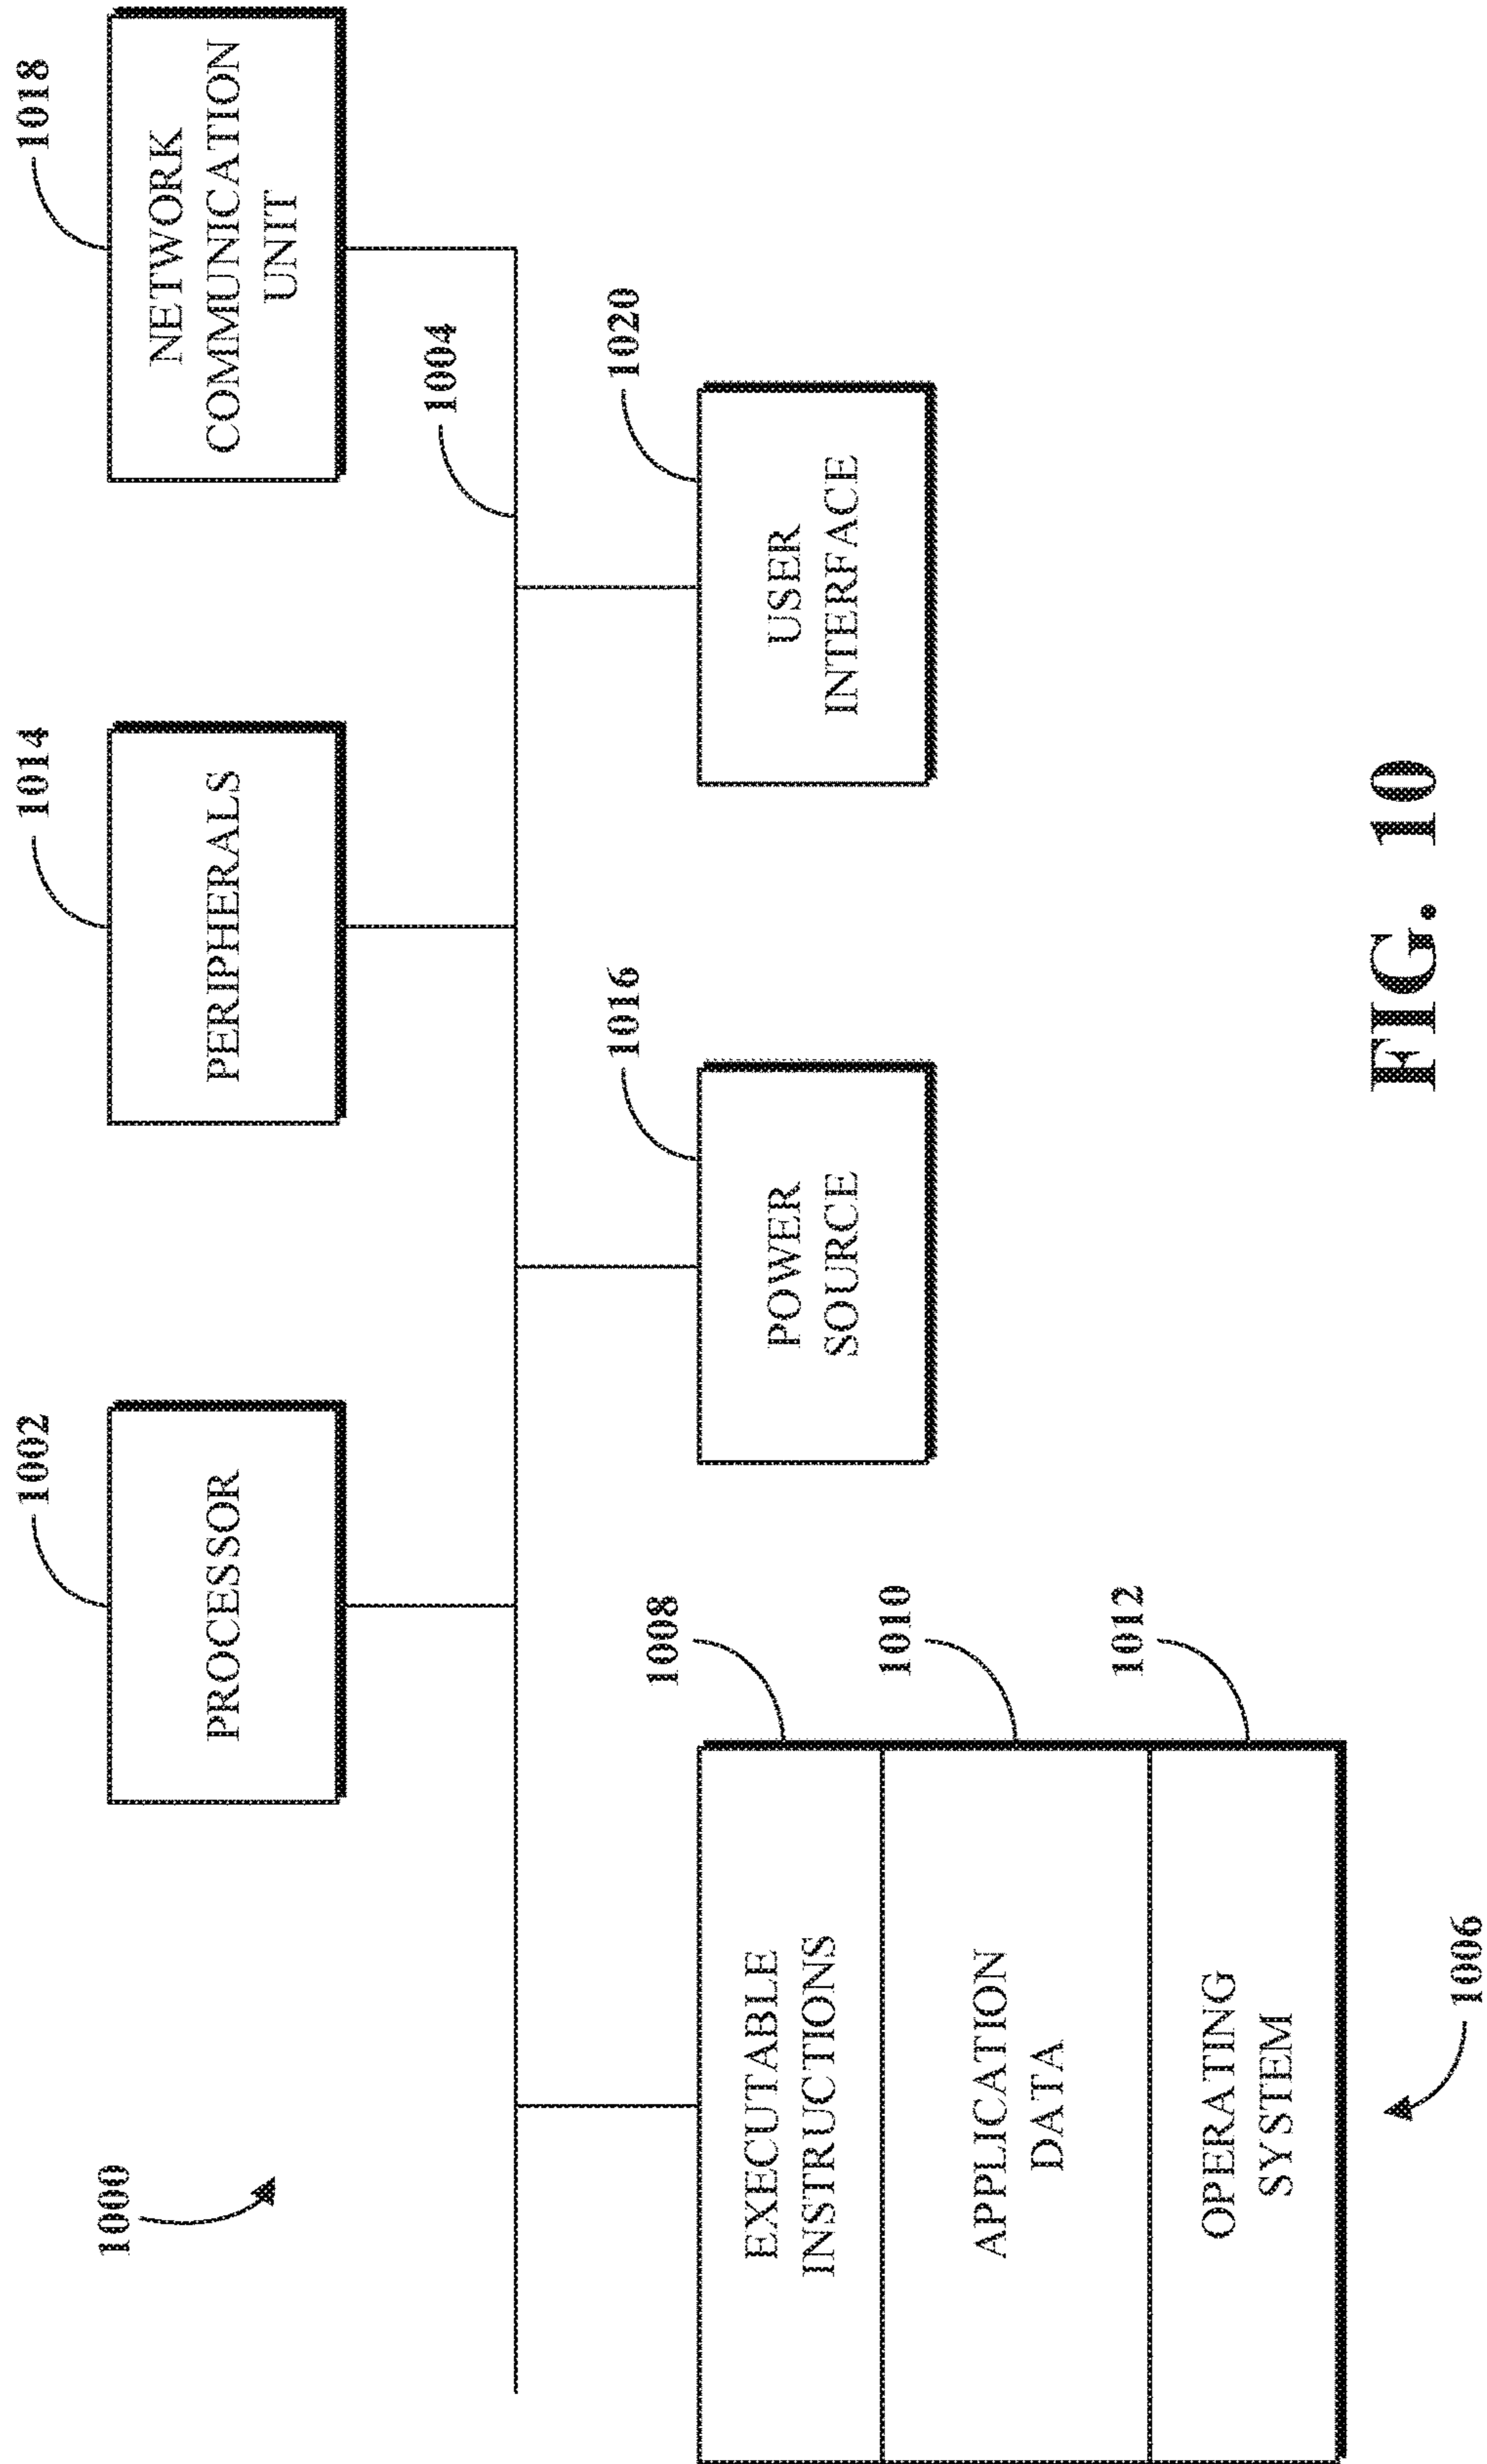 1000
1002
PROCESSOR
1014
PERIPHERALS
1018
NETWORK
COMMUNICATION
UNIT
1004
1008
EXECUTABLE
INSTRUCTIONS
1010
APPLICATION
DATA
1012
OPERATING
SYSTEM
1006
1016
POWER
SOURCE
1020
USER
INTERFACE
FIG. 10